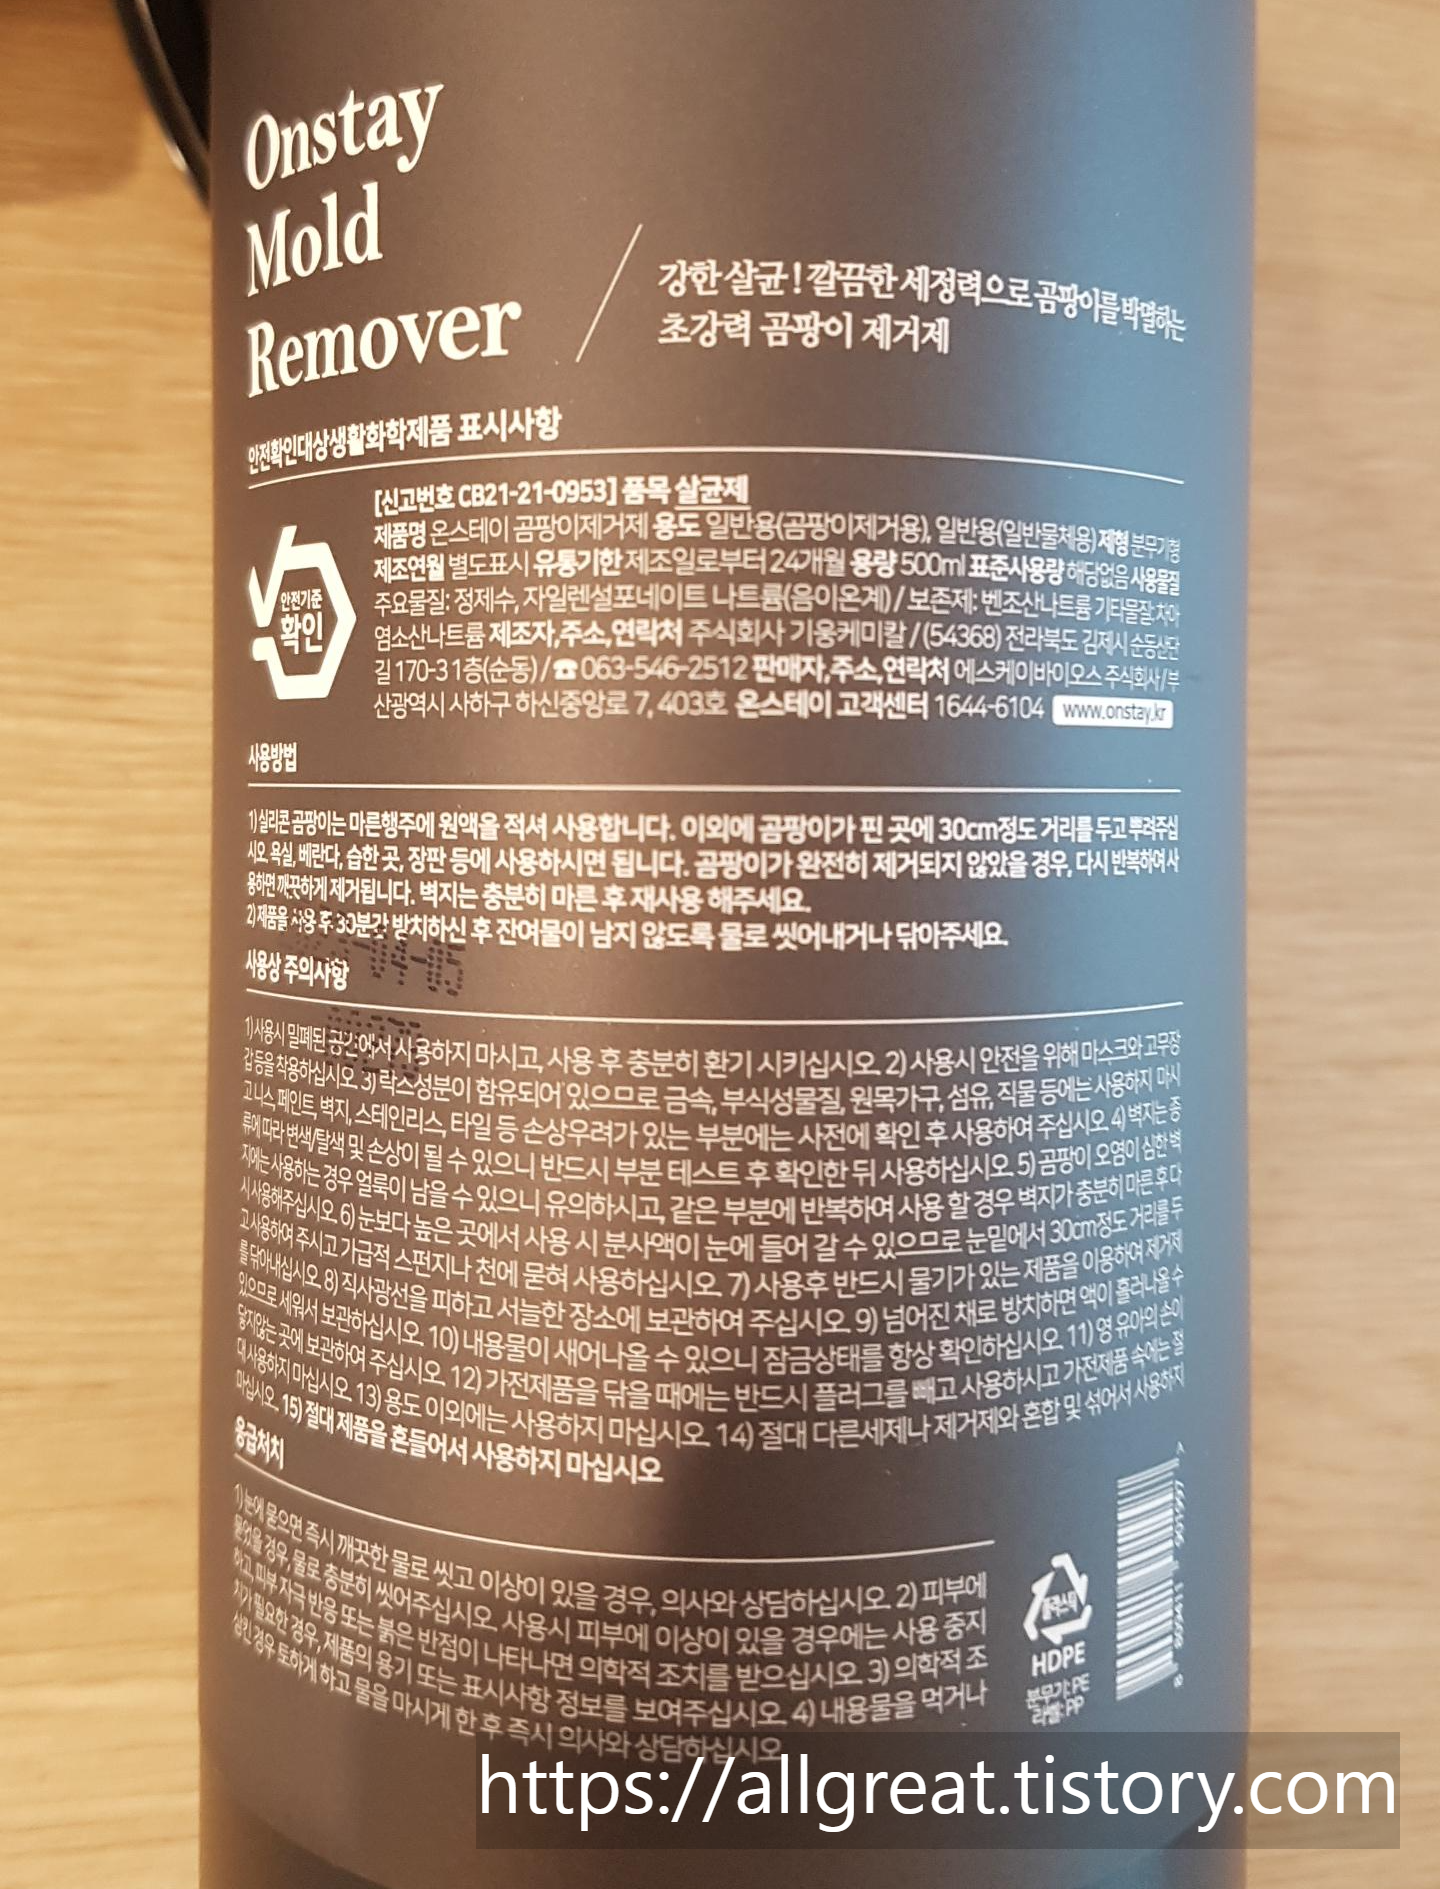 Onstay
Mold
Remover
강한 살균! 깔끔한 세정력으로 곰팡이를 박멸하는
초강력 곰팡이 제거제
안전확인대상생활화학제품 표시사항
안전기준
확인
[신고번호 CB21-21-0953] 품목 살균제
제품명 온스테이 곰팡이제거제 용도 일반용(곰팡이제거용), 일반용(일반물체용) 제형 분무기형
제조연월 별도표시 유통기한 제조일로부터 24개월 용량 500ml 표준사용량 해당없음 사용물질
주요물질: 정제수, 자일렌설포네이트 나트륨(음이온계) / 보존제: 벤조산나트륨 기타물질: 차아
염소산나트륨 제조자,주소,연락처 주식회사 기웅케미칼 / (54368) 전라북도 김제시 순동산단
길 170-3 1층(순동) / ☎ 063-546-2512 판매자,주소,연락처 에스케이바이오스 주식회사 / 부
산광역시 사하구 하신중앙로 7, 403호 온스테이 고객센터 1644-6104 www.onstay.kr
사용방법
1) 실리콘 곰팡이는 마른행주에 원액을 적셔 사용합니다. 이외에 곰팡이가 핀 곳에 30cm정도 거리를 두고 뿌려주십
시오. 욕실, 베란다, 습한 곳, 장판 등에 사용하시면 됩니다. 곰팡이가 완전히 제거되지 않았을 경우, 다시 반복하여 사
용하면 깨끗하게 제거됩니다. 벽지는 충분히 마른 후 재사용 해주세요.
2) 제품을 사용 후 30분간 방치하신 후 잔여물이 남지 않도록 물로 씻어내거나 닦아주세요.
-04-05
사용상 주의사항
1) 사용시 밀폐된 공간에서 사용하지 마시고, 사용 후 충분히 환기 시키십시오. 2) 사용시 안전을 위해 마스크와 고무장
갑 등을 착용하십시오. 3) 락스성분이 함유되어 있으므로 금속, 부식성물질, 원목가구, 섬유, 직물 등에는 사용하지 마시
고 니스, 페인트, 벽지, 스테인리스, 타일 등 손상우려가 있는 부분에는 사전에 확인 후 사용하여 주십시오. 4) 벽지는 종
류에 따라 변색/탈색 및 손상이 될 수 있으니 반드시 부분 테스트 후 확인한 뒤 사용하십시오. 5) 곰팡이 오염이 심한 벽
지에는 사용하는 경우 얼룩이 남을 수 있으니 유의하시고, 같은 부분에 반복하여 사용 할 경우 벽지가 충분히 마른 후 다
시 사용해주십시오. 6) 눈보다 높은 곳에서 사용 시 분사액이 눈에 들어 갈 수 있으므로 눈밑에서 30cm정도 거리를 두
고 사용하여 주시고 가급적 스펀지나 천에 묻혀 사용하십시오. 7) 사용후 반드시 물기가 있는 제품을 이용하여 제거제
를 닦아내십시오. 8) 직사광선을 피하고 서늘한 장소에 보관하여 주십시오. 9) 넘어진 채로 방치하면 액이 흘러나올 수
있으므로 세워서 보관하십시오. 10) 내용물이 새어나올 수 있으니 잠금상태를 항상 확인하십시오. 11) 영 유아의 손이
닿지않는 곳에 보관하여 주십시오. 12) 가전제품을 닦을 때에는 반드시 플러그를 빼고 사용하시고 가전제품 속에는 절
대 사용하지 마십시오. 13) 용도 이외에는 사용하지 마십시오. 14) 절대 다른세제나 제거제와 혼합 및 섞어서 사용하지
마십시오. 15) 절대 제품을 흔들어서 사용하지 마십시오
응급처치
1) 눈에 묻으면 즉시 깨끗한 물로 씻고 이상이 있을 경우, 의사와 상담하십시오. 2) 피부에
묻었을 경우, 물로 충분히 씻어주십시오. 사용시 피부에 이상이 있을 경우에는 사용 중지
하고, 피부 자극 반응 또는 붉은 반점이 나타나면 의학적 조치를 받으십시오. 3) 의학적 조
치가 필요한 경우, 제품의 용기 또는 표시사항 정보를 보여주십시오. 4) 내용물을 먹거나
삼킨 경우 토하게 하고 물을 마시게 한 후 즉시 의사와 상담하십시오.
플라스틱
HDPE
분무기: PE
라벨: PP
https://allgreat.tistory.com